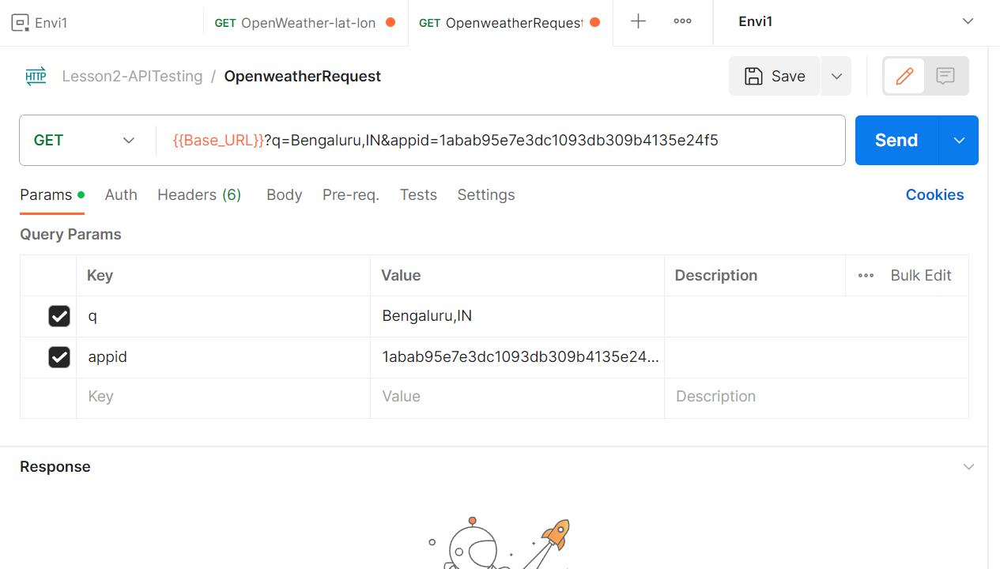 Envi1
GET OpenWeather-lat-lon
GET OpenweatherRequest
Envi1
HTTP Lesson2-APITesting / OpenweatherRequest
Save
GET
{{Base_URL}}?q=Bengaluru,IN&appid=1abab95e7e3dc1093db309b4135e24f5
Send
Params Auth Headers (6) Body Pre-req. Tests Settings
Cookies
Query Params
Key Value Description Bulk Edit
q Bengaluru,IN
appid 1abab95e7e3dc1093db309b4135e24...
Key Value Description
Response